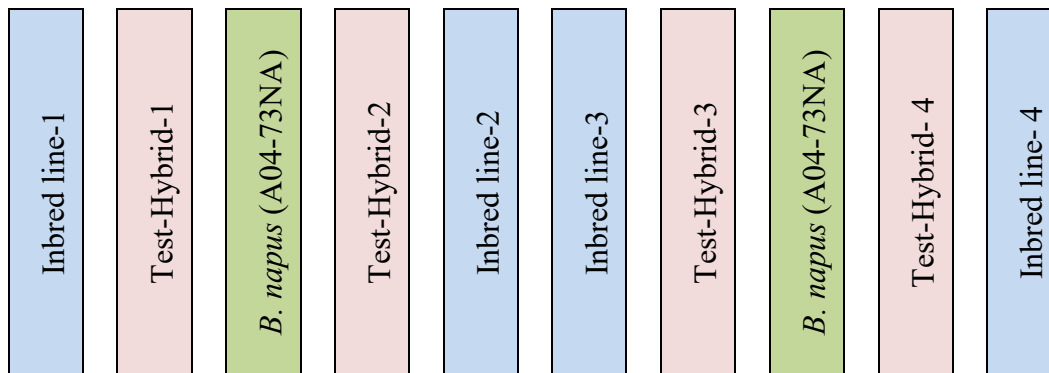 Inbred line-1
Test-Hybrid-1
B. napus (A04-73NA)
Test-Hybrid-2
Inbred line-2
Inbred line-3
Test-Hybrid-3
B. napus (A04-73NA)
Test-Hybrid- 4
Inbred line- 4